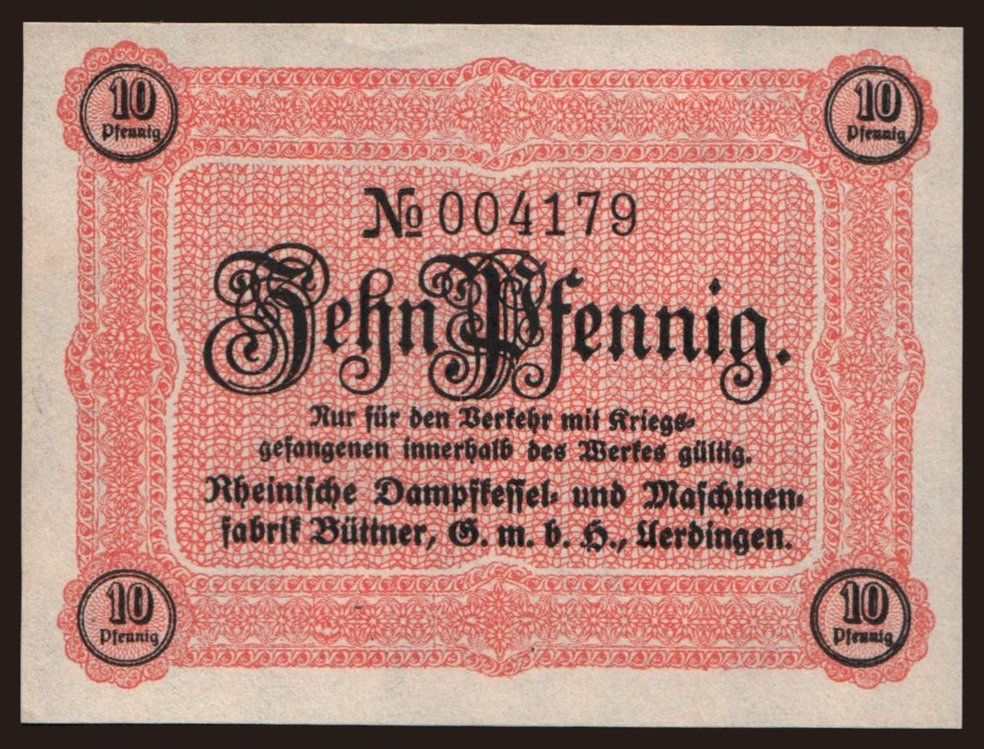 10
Pfennig
10
Pfennig
№ 004179
Zehn Pfennig.
Nur für den Verkehr mit Kriegs-
gefangenen innerhalb des Werkes gültig.
Rheinische Dampfkessel- und Maschinen-
fabrik Büttner, G. m. b. H., Uerdingen.
10
Pfennig
10
Pfennig